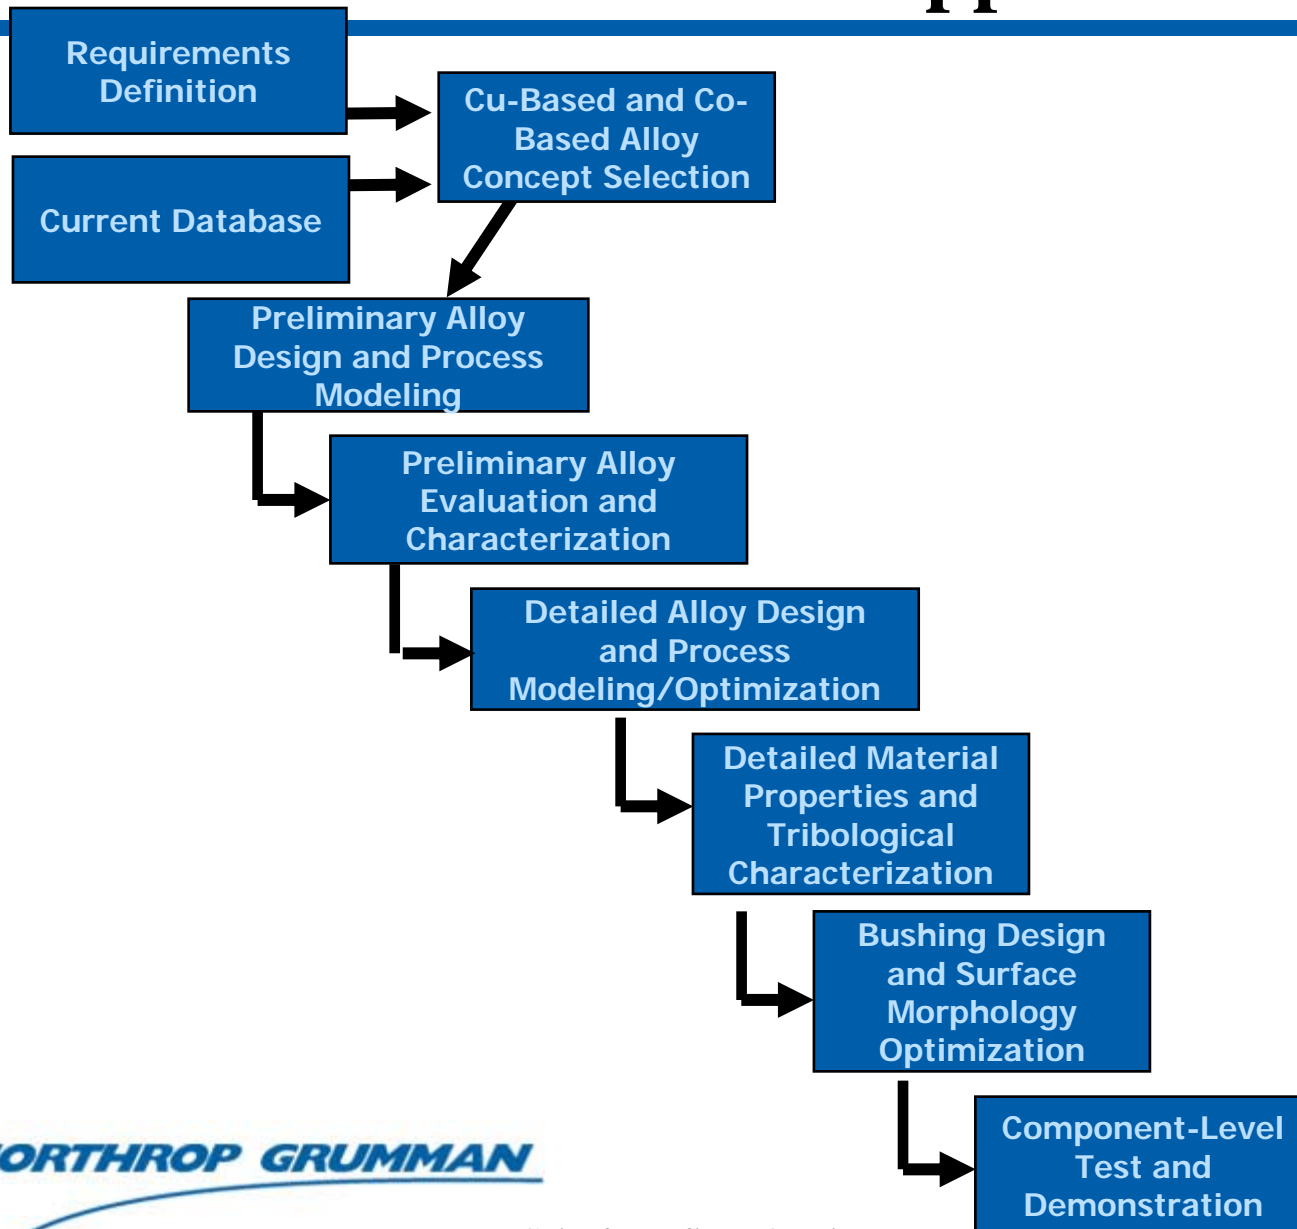 Requirements
Definition
Cu-Based and Co-
Based Alloy
Concept Selection
Current Database
Preliminary Alloy
Design and Process
Modeling
Preliminary Alloy
Evaluation and
Characterization
Detailed Alloy Design
and Process
Modeling/Optimization
Detailed Material
Properties and
Tribological
Characterization
Bushing Design
and Surface
Morphology
Optimization
Component-Level
Test and
Demonstration
ORTHROP GRUMMAN